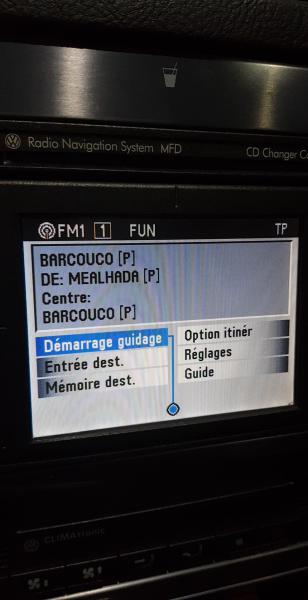 Radio Navigation System MFD
CD Changer Co
FM1 1 FUN TP
BARCOUCO [P]
DE: MEALHADA [P]
Centre:
BARCOUCO [P]
Démarrage guidage
Entrée dest.
Mémoire dest.
Option itinér
Réglages
Guide
CLIMAtronic